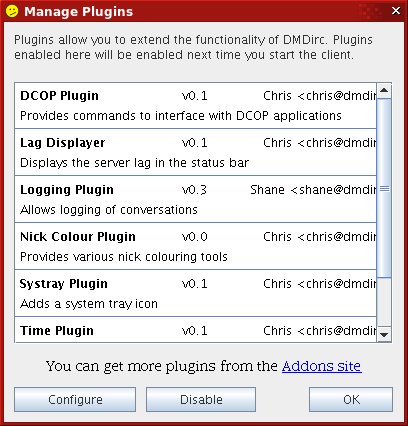 Manage Plugins
Plugins allow you to extend the functionality of DMDirc. Plugins
enabled here will be enabled next time you start the client.
DCOP Plugin v0.1 Chris <chris@dmdir
Provides commands to interface with DCOP applications
Lag Displayer v0.1 Chris <chris@dmdir
Displays the server lag in the status bar
Logging Plugin v0.3 Shane <shane@dmdir
Allows logging of conversations
Nick Colour Plugin v0.0 Chris <chris@dmdir
Provides various nick colouring tools
Systray Plugin v0.1 Chris <chris@dmdir
Adds a system tray icon
Time Plugin v0.1 Chris <chris@dmdir
You can get more plugins from the Addons site
Configure Disable OK